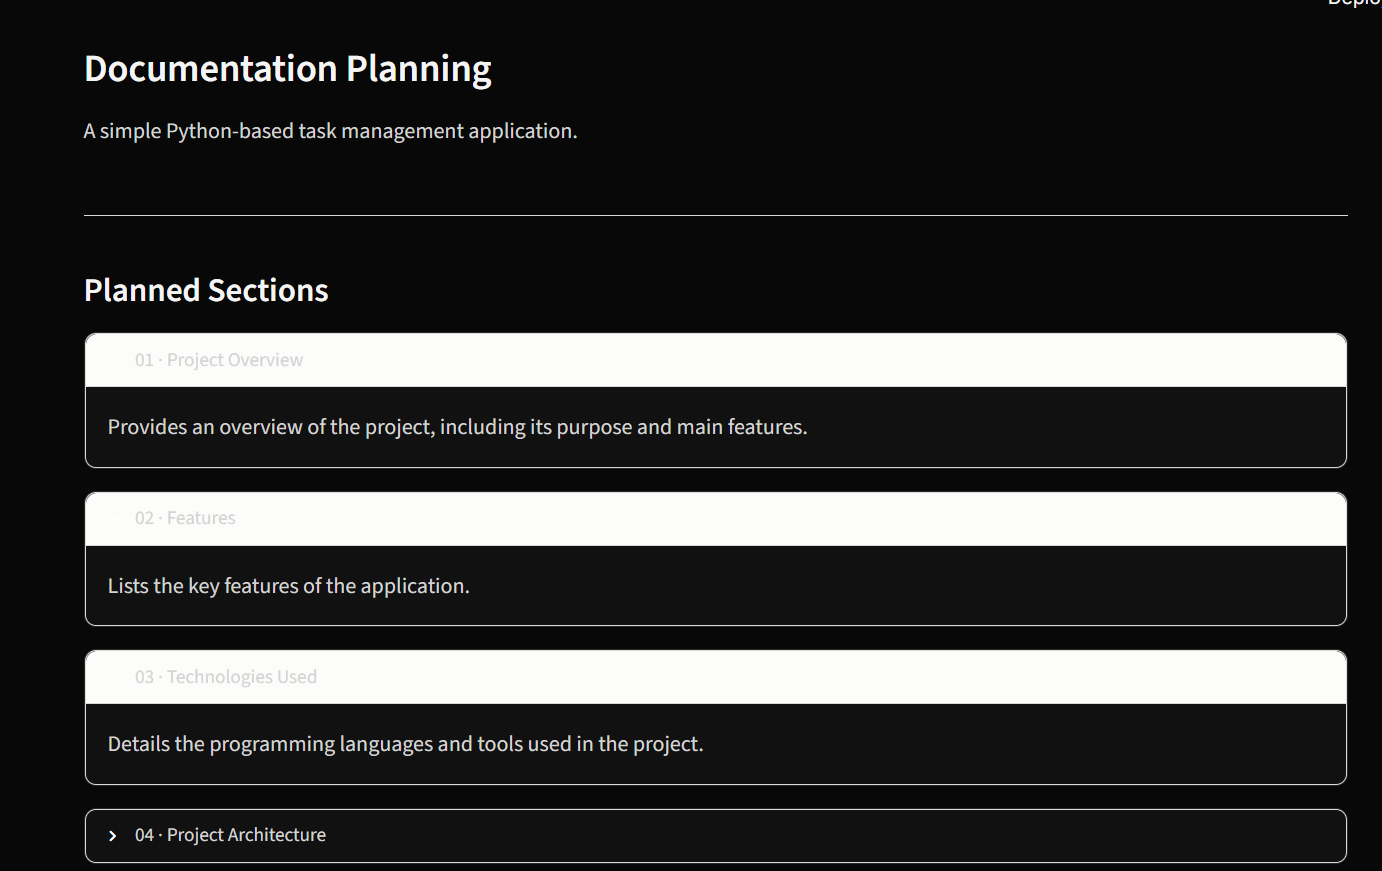 Documentation Planning
A simple Python-based task management application.
Planned Sections
01 · Project Overview
Provides an overview of the project, including its purpose and main features.
02 · Features
Lists the key features of the application.
03 · Technologies Used
Details the programming languages and tools used in the project.
04 · Project Architecture